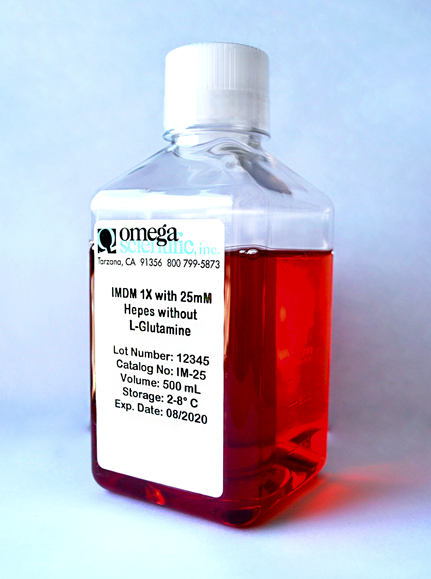 omega
scientific, inc.
Tarzana, CA 91356 800 799-5873
IMDM 1X with 25mM
Hepes without
L-Glutamine
Lot Number: 12345
Catalog No: IM-25
Volume: 500 mL
Storage: 2-8° C
Exp. Date: 08/2020